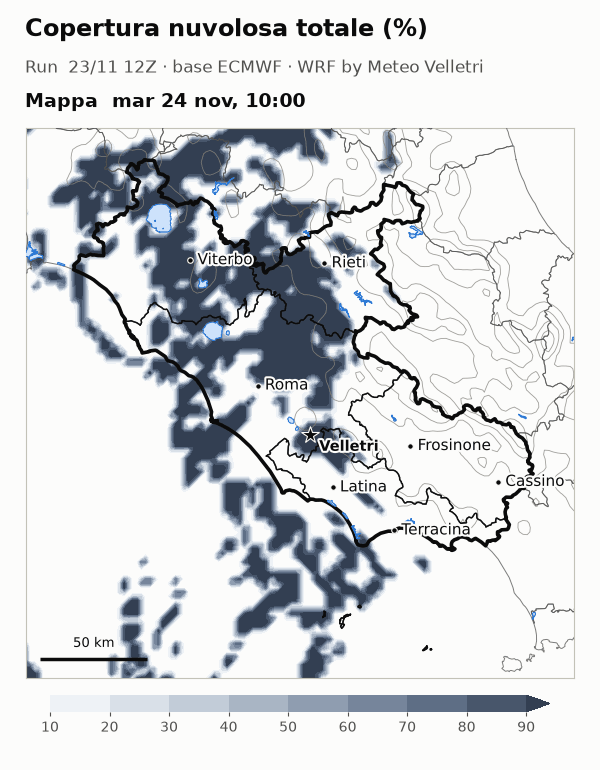 Copertura nuvolosa totale (%)
Run 23/11 12Z · base ECMWF · WRF by Meteo Velletri
Mappa mar 24 nov, 10:00
Viterbo
Rieti
Roma
Velletri
Frosinone
Cassino
Latina
Terracina
50 km
10 20 30 40 50 60 70 80 90